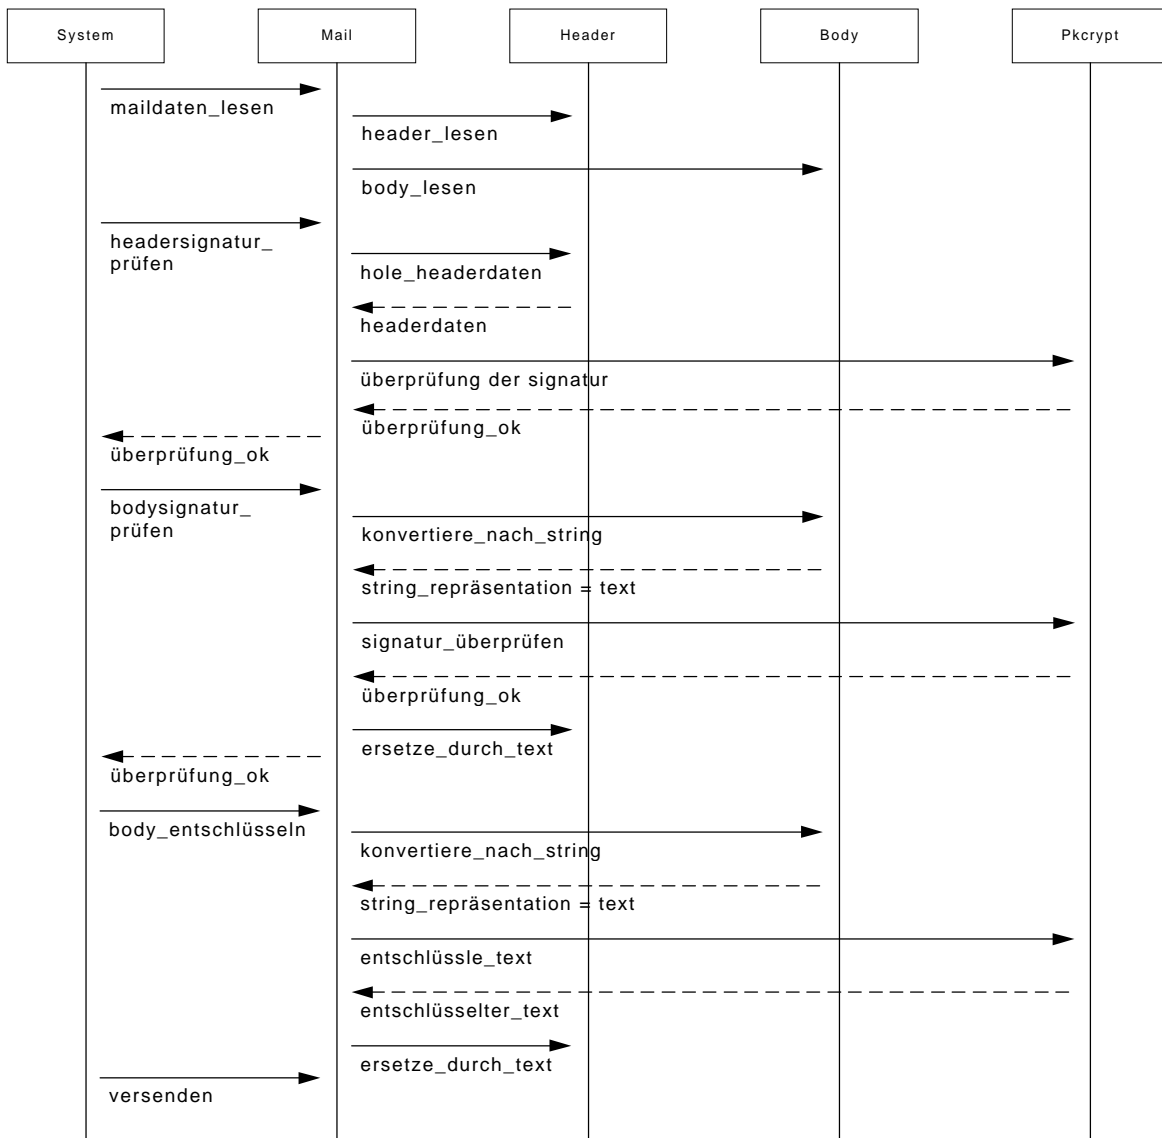 System
Mail
Header
Body
Pkcrypt
maildaten_lesen
header_lesen
body_lesen
headersignatur_
prüfen
hole_headerdaten
headerdaten
überprüfung der signatur
überprüfung_ok
überprüfung_ok
bodysignatur_
prüfen
konvertiere_nach_string
string_repräsentation = text
signatur_überprüfen
überprüfung_ok
ersetze_durch_text
überprüfung_ok
body_entschlüsseln
konvertiere_nach_string
string_repräsentation = text
entschlüssle_text
entschlüsselter_text
ersetze_durch_text
versenden